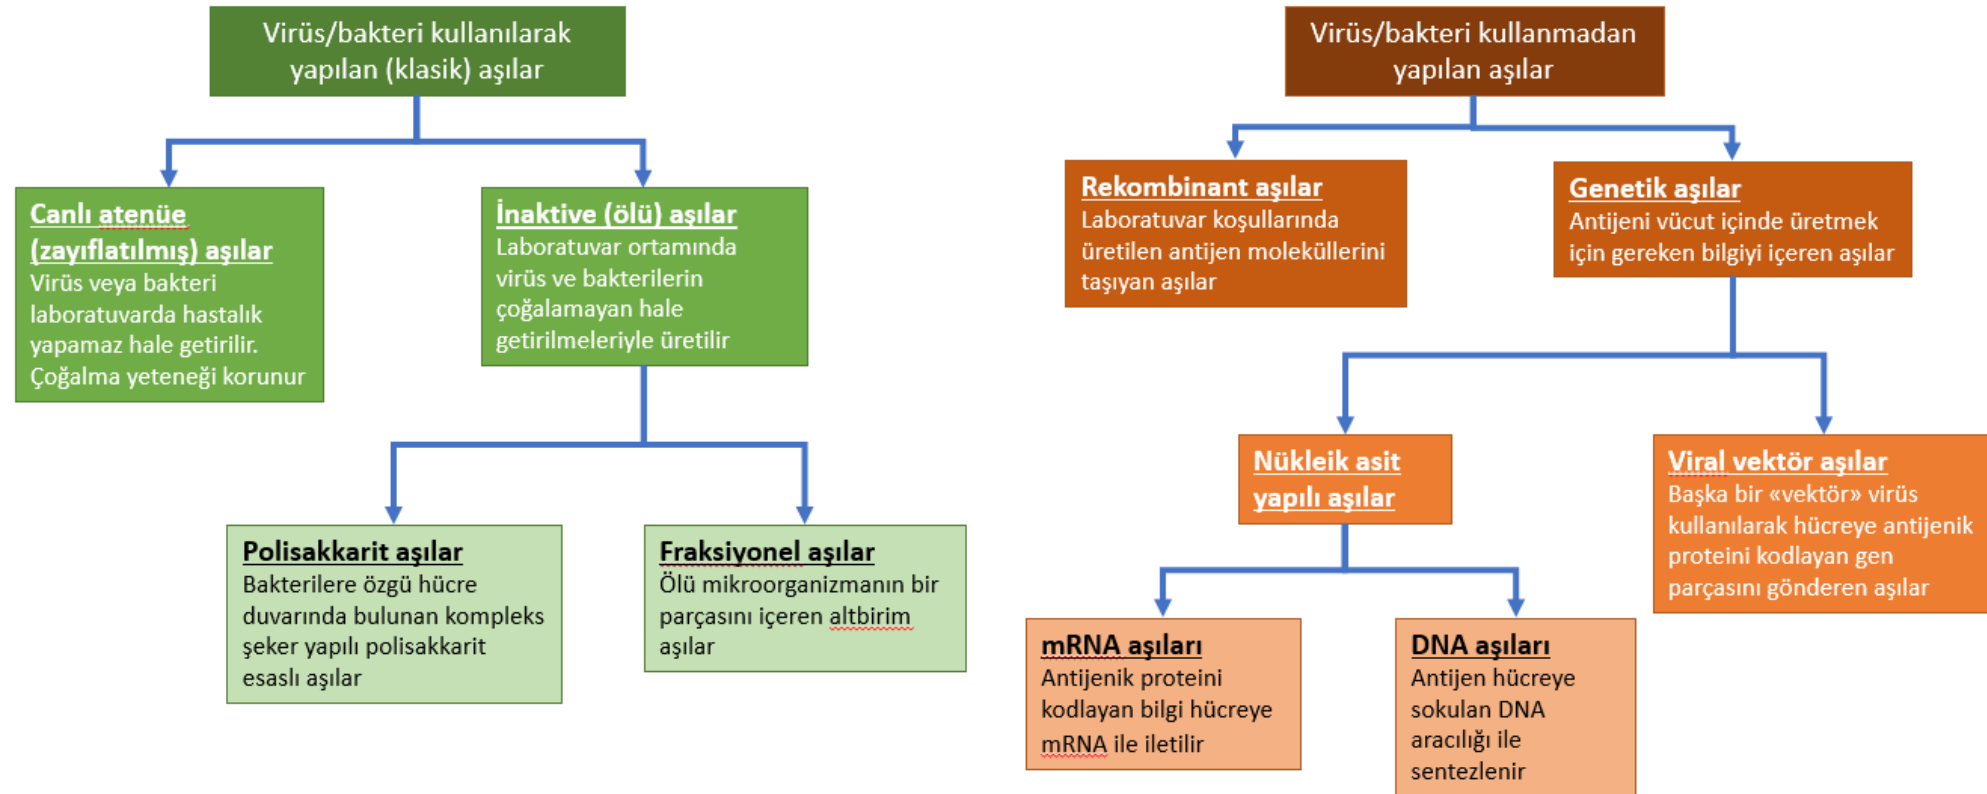 Virüs/bakteri kullanılarak
yapılan (klasik) aşılar
Canlı atenüe
(zayıflatılmış) aşılar
Virüs veya bakteri
laboratuvarda hastalık
yapamaz hale getirilir.
Çoğalma yeteneği korunur
İnaktive (ölü) aşılar
Laboratuvar ortamında
virüs ve bakterilerin
çoğalamayan hale
getirilmeleriyle üretilir
Polisakkarit aşılar
Bakterilere özgü hücre
duvarında bulunan kompleks
şeker yapılı polisakkarit
esaslı aşılar
Fraksiyonel aşılar
Ölü mikroorganizmanın bir
parçasını içeren altbirim
aşılar
Virüs/bakteri kullanmadan
yapılan aşılar
Rekombinant aşılar
Laboratuvar koşullarında
üretilen antijen moleküllerini
taşıyan aşılar
Genetik aşılar
Antijeni vücut içinde üretmek
için gereken bilgiyi içeren aşılar
Nükleik asit
yapılı aşılar
Viral vektör aşılar
Başka bir «vektör» virüs
kullanılarak hücreye antijenik
proteini kodlayan gen
parçasını gönderen aşılar
mRNA aşıları
Antijenik proteini
kodlayan bilgi hücreye
mRNA ile iletilir
DNA aşıları
Antijen hücreye
sokulan DNA
aracılığı ile
sentezlenir